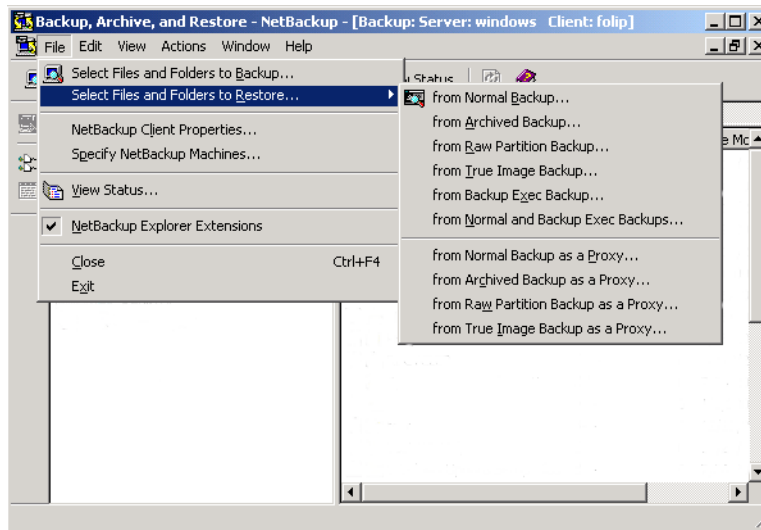 Backup, Archive, and Restore - NetBackup - [Backup: Server: windows Client: folip]
File Edit View Actions Window Help
Status
Select Files and Folders to Backup...
Select Files and Folders to Restore...
NetBackup Client Properties...
Specify NetBackup Machines...
View Status...
NetBackup Explorer Extensions
Close Ctrl+F4
Exit
from Normal Backup...
from Archived Backup...
from Raw Partition Backup...
from True Image Backup...
from Backup Exec Backup...
from Normal and Backup Exec Backups...
from Normal Backup as a Proxy...
from Archived Backup as a Proxy...
from Raw Partition Backup as a Proxy...
from True Image Backup as a Proxy...